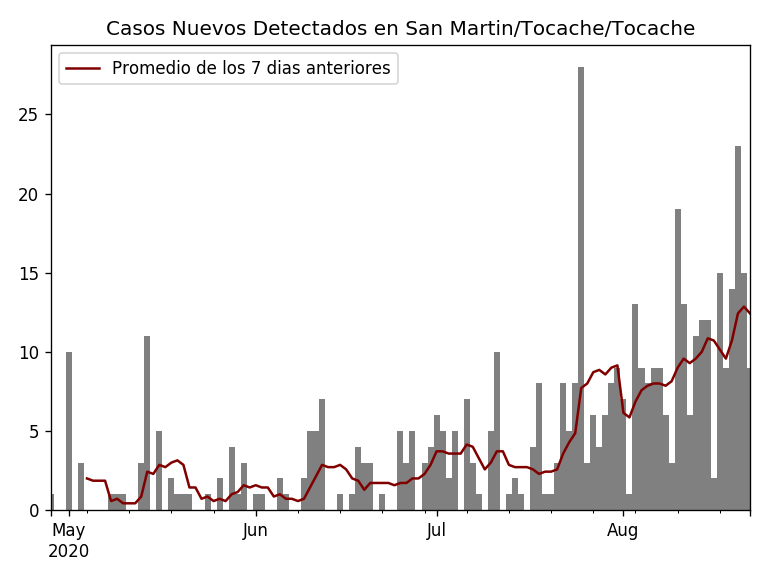 Casos Nuevos Detectados en San Martin/Tocache/Tocache
Promedio de los 7 dias anteriores
25
20
15
10
5
0
May Jun Jul Aug
2020